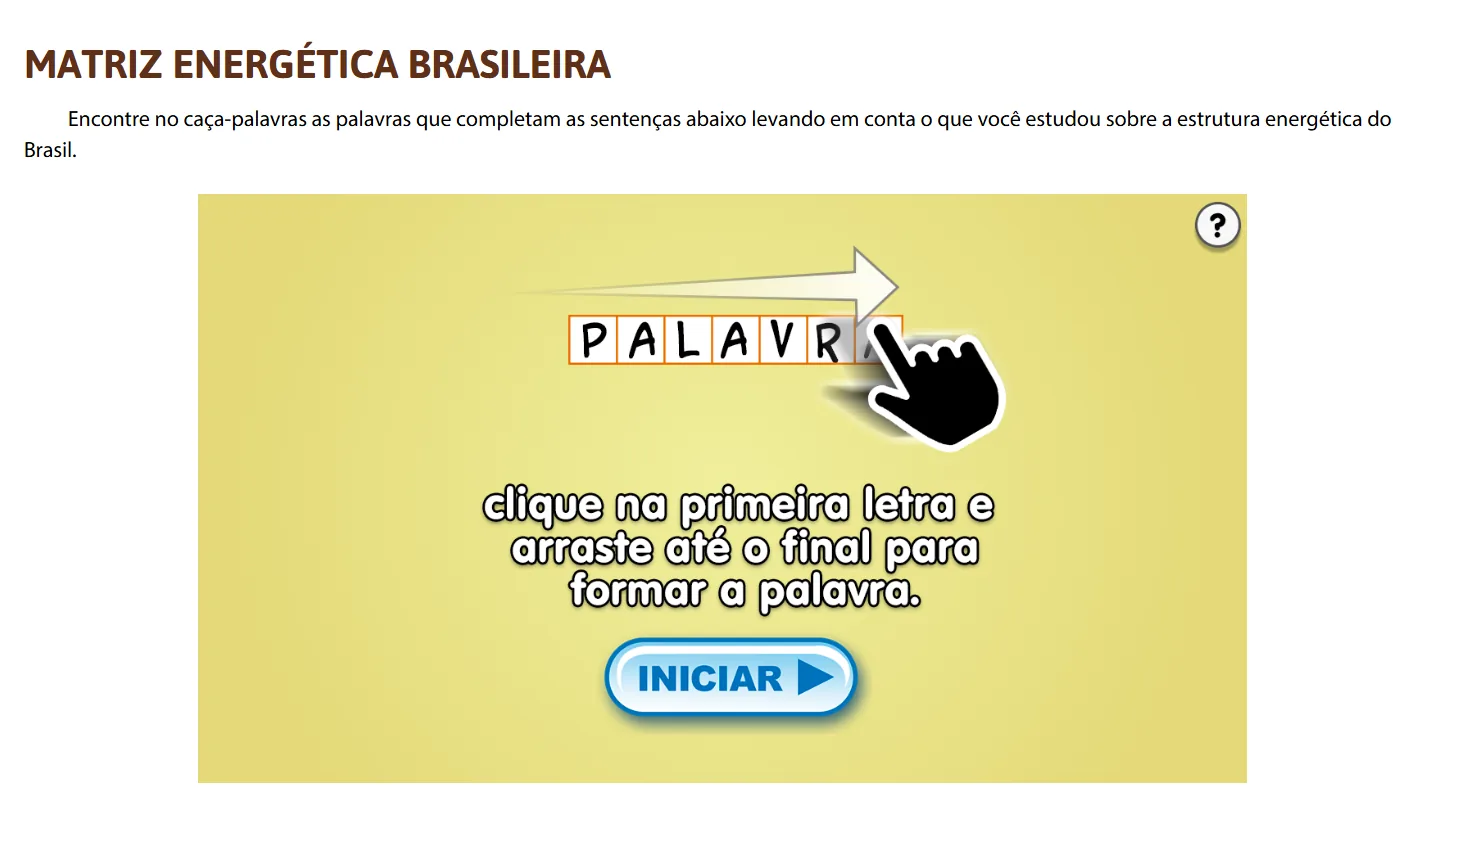 MATRIZ ENERGÉTICA BRASILEIRA
Encontre no caça-palavras as palavras que completam as sentenças abaixo levando em conta o que você estudou sobre a estrutura energética do
Brasil.
?
PALAVRA
clique na primeira letra e
arraste até o final para
formar a palavra.
INICIAR